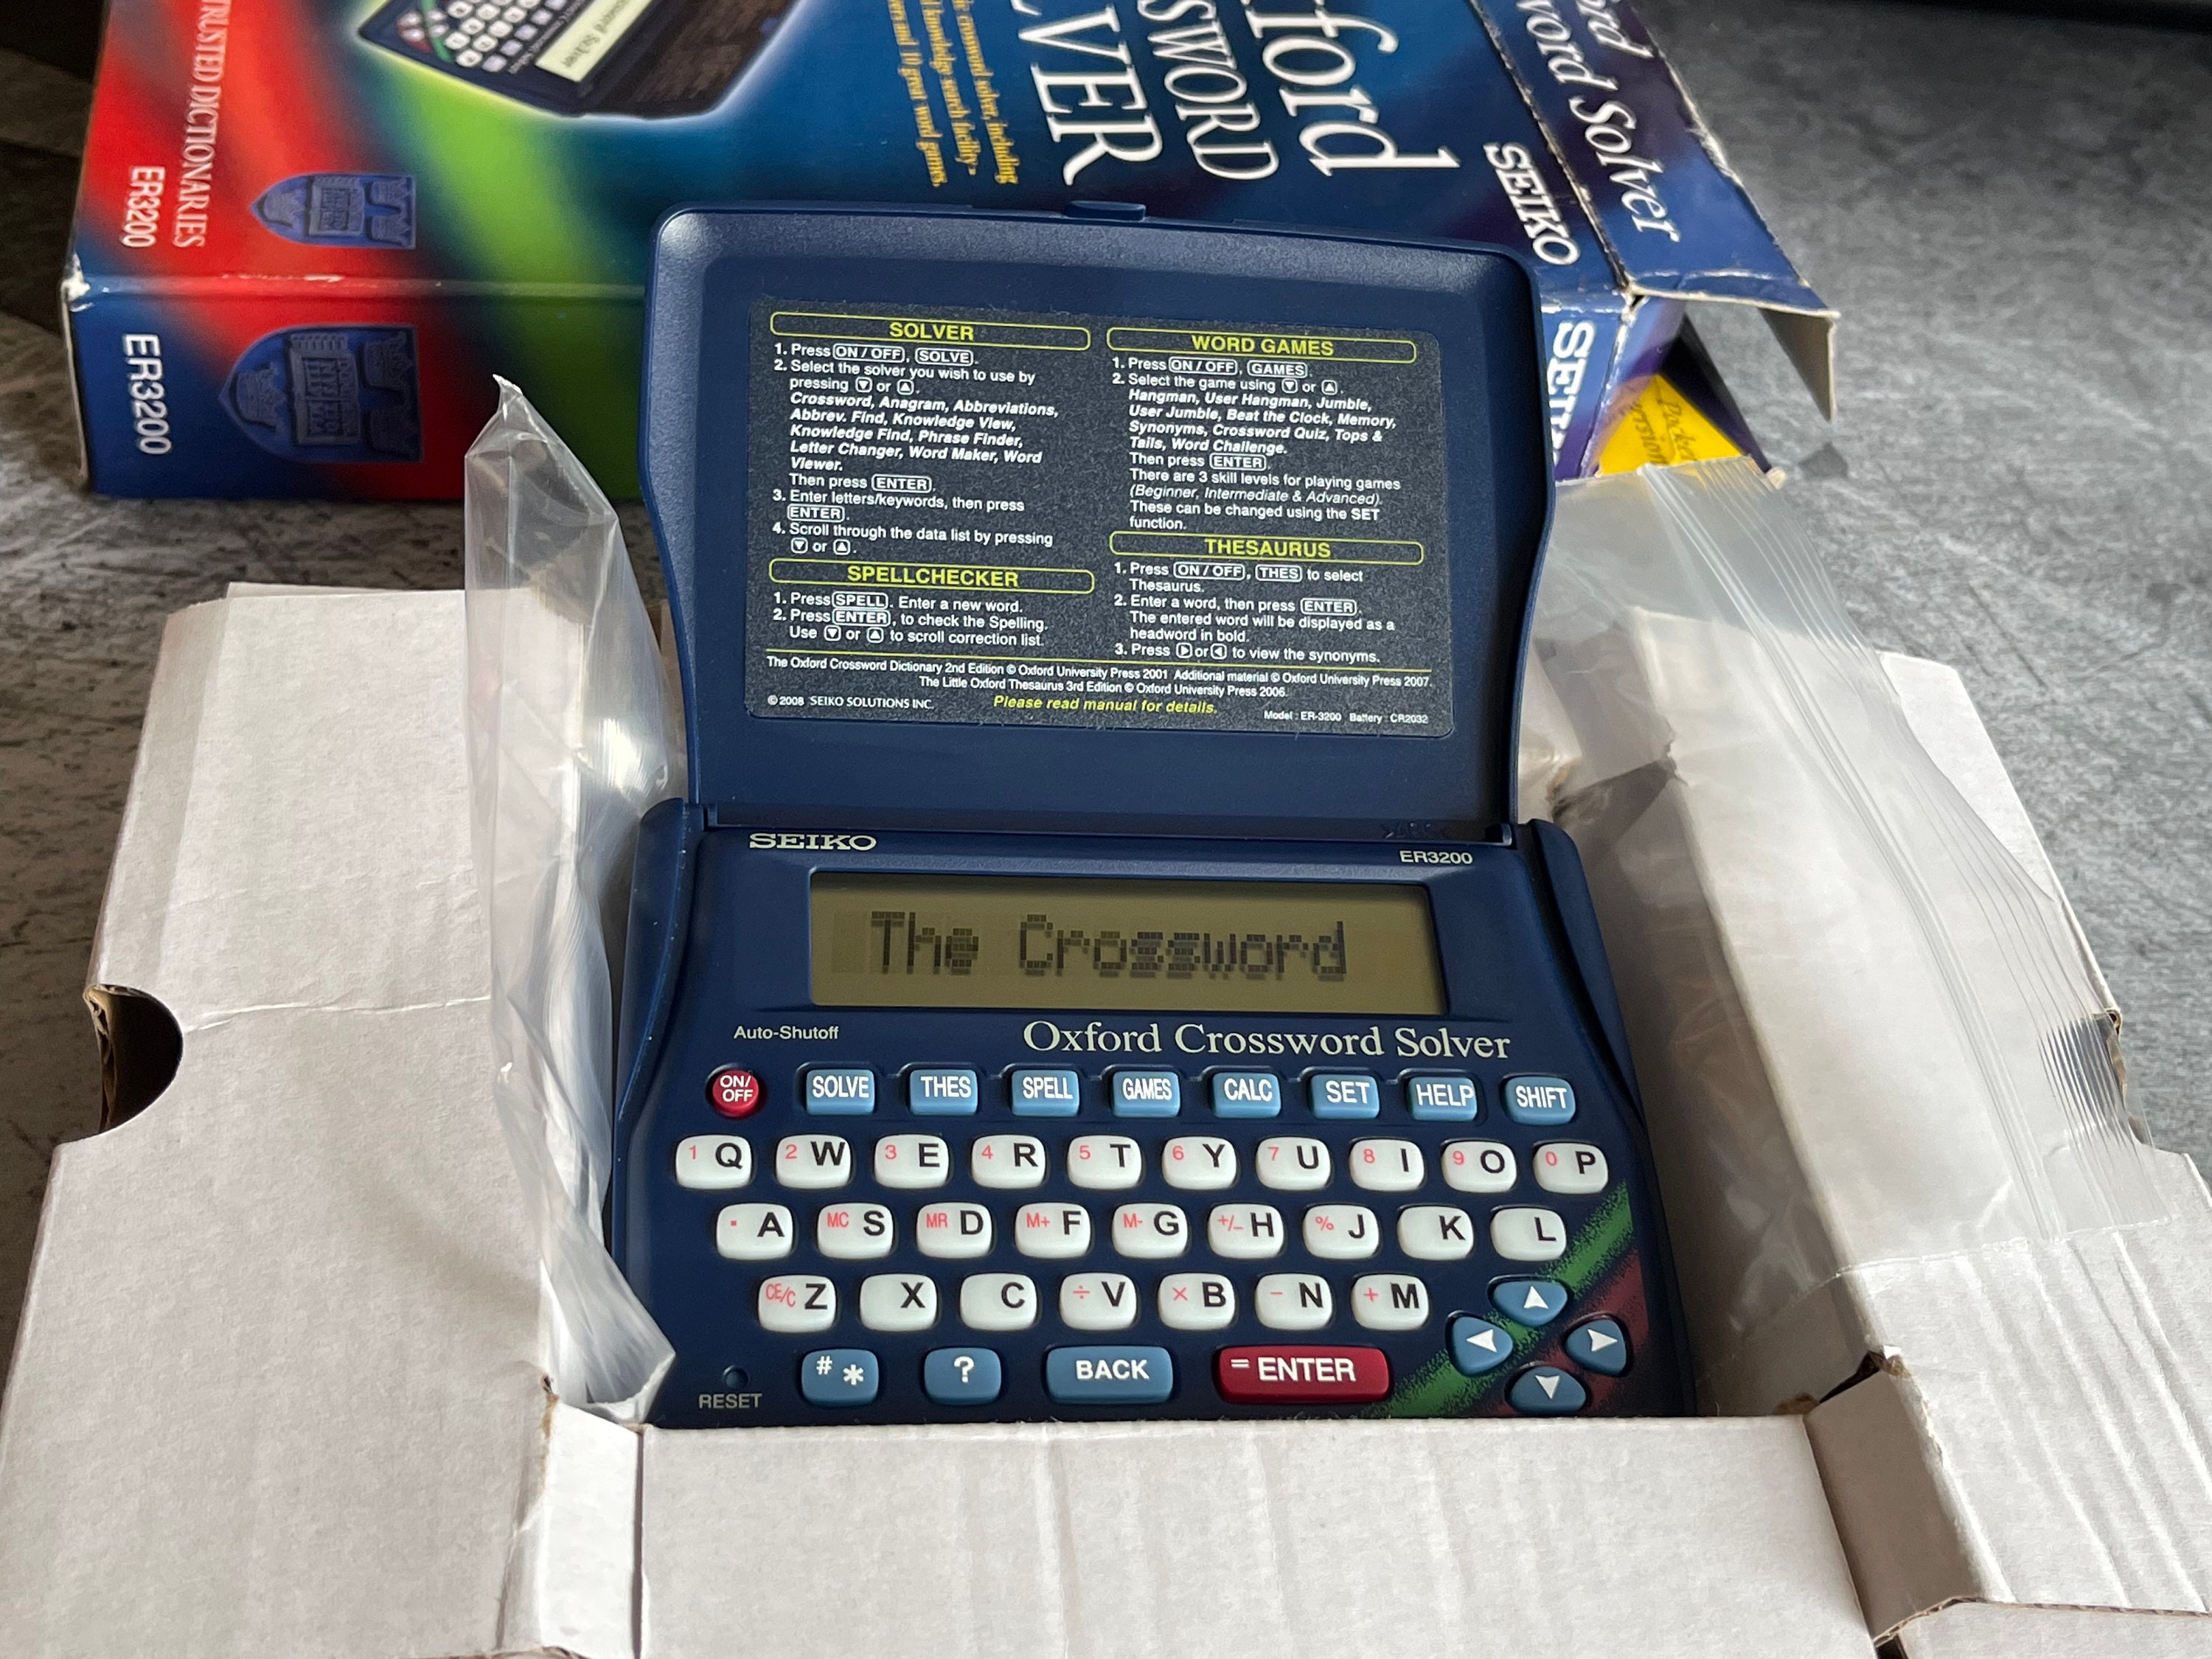 TRUSTED DICTIONARIES
ER3200
ER3200
SEIKO
SOLVER
1. Press ON / OFF, SOLVE.
2. Select the solver you wish to use by
pressing ▼ or ▲.
Crossword, Anagram, Abbreviations,
Abbrev. Find, Knowledge View,
Knowledge Find, Phrase Finder,
Letter Changer, Word Maker, Word
Viewer.
Then press ENTER.
3. Enter letters/keywords, then press
ENTER.
4. Scroll through the data list by pressing
▼ or ▲.
SPELLCHECKER
1. Press SPELL. Enter a new word.
2. Press ENTER, to check the Spelling.
Use ▼ or ▲ to scroll correction list.
WORD GAMES
1. Press ON / OFF, GAMES.
2. Select the game using ▼ or ▲.
Hangman, User Hangman, Jumble,
User Jumble, Beat the Clock, Memory,
Synonyms, Crossword Quiz, Tops &
Tails, Word Challenge.
Then press ENTER.
There are 3 skill levels for playing games
(Beginner, Intermediate & Advanced).
These can be changed using the SET
function.
THESAURUS
1. Press ON / OFF, THES to select
Thesaurus.
2. Enter a word, then press ENTER.
The entered word will be displayed as a
headword in bold.
3. Press ▶ or ◀ to view the synonyms.
The Oxford Crossword Dictionary 2nd Edition © Oxford University Press 2001 Additional material © Oxford University Press 2007.
The Little Oxford Thesaurus 3rd Edition © Oxford University Press 2006.
© 2008 SEIKO SOLUTIONS INC. Please read manual for details. Model : ER-3200 Battery : CR2032
SEIKO ER3200
The Crossword
Auto-Shutoff Oxford Crossword Solver
ON/OFF SOLVE THES SPELL GAMES CALC SET HELP SHIFT
1 Q 2 W 3 E 4 R 5 T 6 Y 7 U 8 I 9 O 0 P
. A MC S MR D M+ F M- G +/- H % J K L
CE/C Z X C ÷ V × B - N + M
RESET # * ? BACK = ENTER